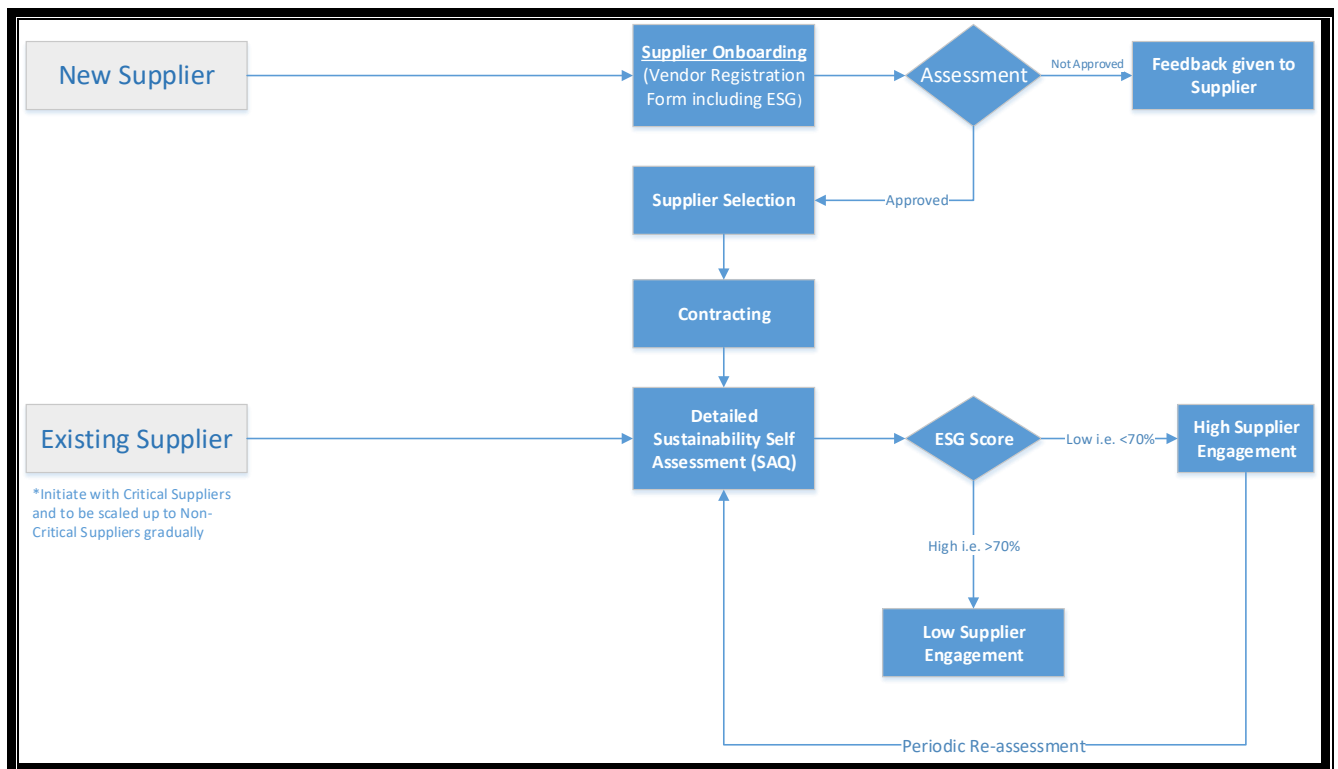 New Supplier
Supplier Onboarding
(Vendor Registration
Form including ESG)
Assessment
Not Approved
Feedback given to
Supplier
Supplier Selection
Approved
Contracting
Existing Supplier
*Initiate with Critical Suppliers
and to be scaled up to Non-
Critical Suppliers gradually
Detailed
Sustainability Self
Assessment (SAQ)
ESG Score
Low i.e. <70%
High Supplier
Engagement
High i.e. >70%
Low Supplier
Engagement
Periodic Re-assessment